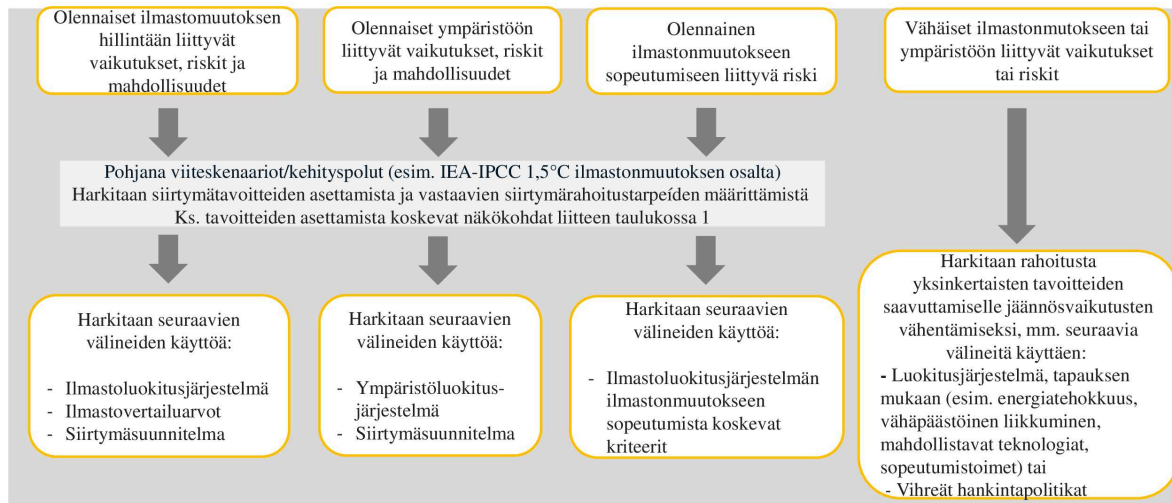 Olennaiset ilmastomuutoksen
hillintään liittyvät
vaikutukset, riskit ja
mahdollisuudet
Olennaiset ympäristöön
liittyvät vaikutukset, riskit
ja mahdollisuudet
Olennainen
ilmastonmuutokseen
sopeutumiseen liittyvä riski
Vähäiset ilmastonmutokseen tai
ympäristöön liittyvät vaikutukset
tai riskit
Pohjana viiteskenaariot/kehityspolut (esim. IEA-IPCC 1,5°C ilmastonmuutoksen osalta)
Harkitaan siirtymätavoitteiden asettamista ja vastaavien siirtymärahoitustarpeíden määrittämistä
Ks. tavoitteiden asettamista koskevat näkökohdat liitteen taulukossa 1
Harkitaan seuraavien
välineiden käyttöä:
- Ilmastoluokitusjärjestelmä
- Ilmastovertailuarvot
- Siirtymäsuunnitelma
Harkitaan seuraavien
välineiden käyttöä:
- Ympäristöluokitus-
järjestelmä
- Siirtymäsuunnitelma
Harkitaan seuraavien
välineiden käyttöä:
- Ilmastoluokitusjärjestelmän
ilmastonmuutokseen
sopeutumista koskevat
kriteerit
Harkitaan rahoitusta
yksinkertaisten tavoitteiden
saavuttamiselle jäännösvaikutusten
vähentämiseksi, mm. seuraavia
välineitä käyttäen:
- Luokitusjärjestelmä, tapauksen
mukaan (esim. energiatehokkuus,
vähäpäästöinen liikkuminen,
mahdollistavat teknologiat,
sopeutumistoimet) tai
- Vihreät hankintapolitikat